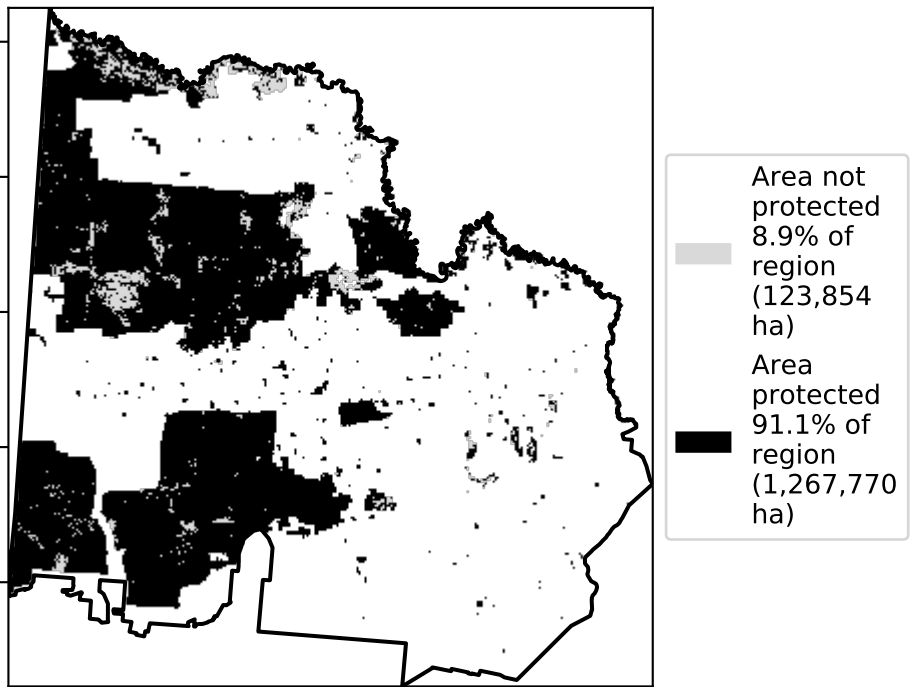 Area not
protected
8.9% of
region
(123,854
ha)
Area
protected
91.1% of
region
(1,267,770
ha)